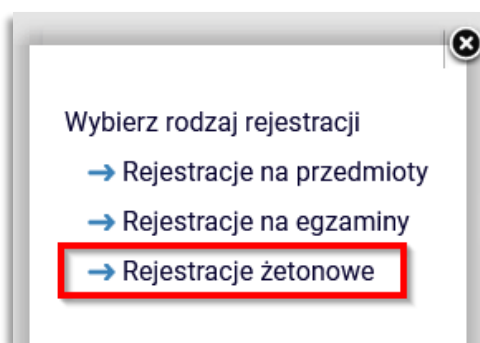 Wybierz rodzaj rejestracji
Rejestracje na przedmioty
Rejestracje na egzaminy
Rejestracje żetonowe